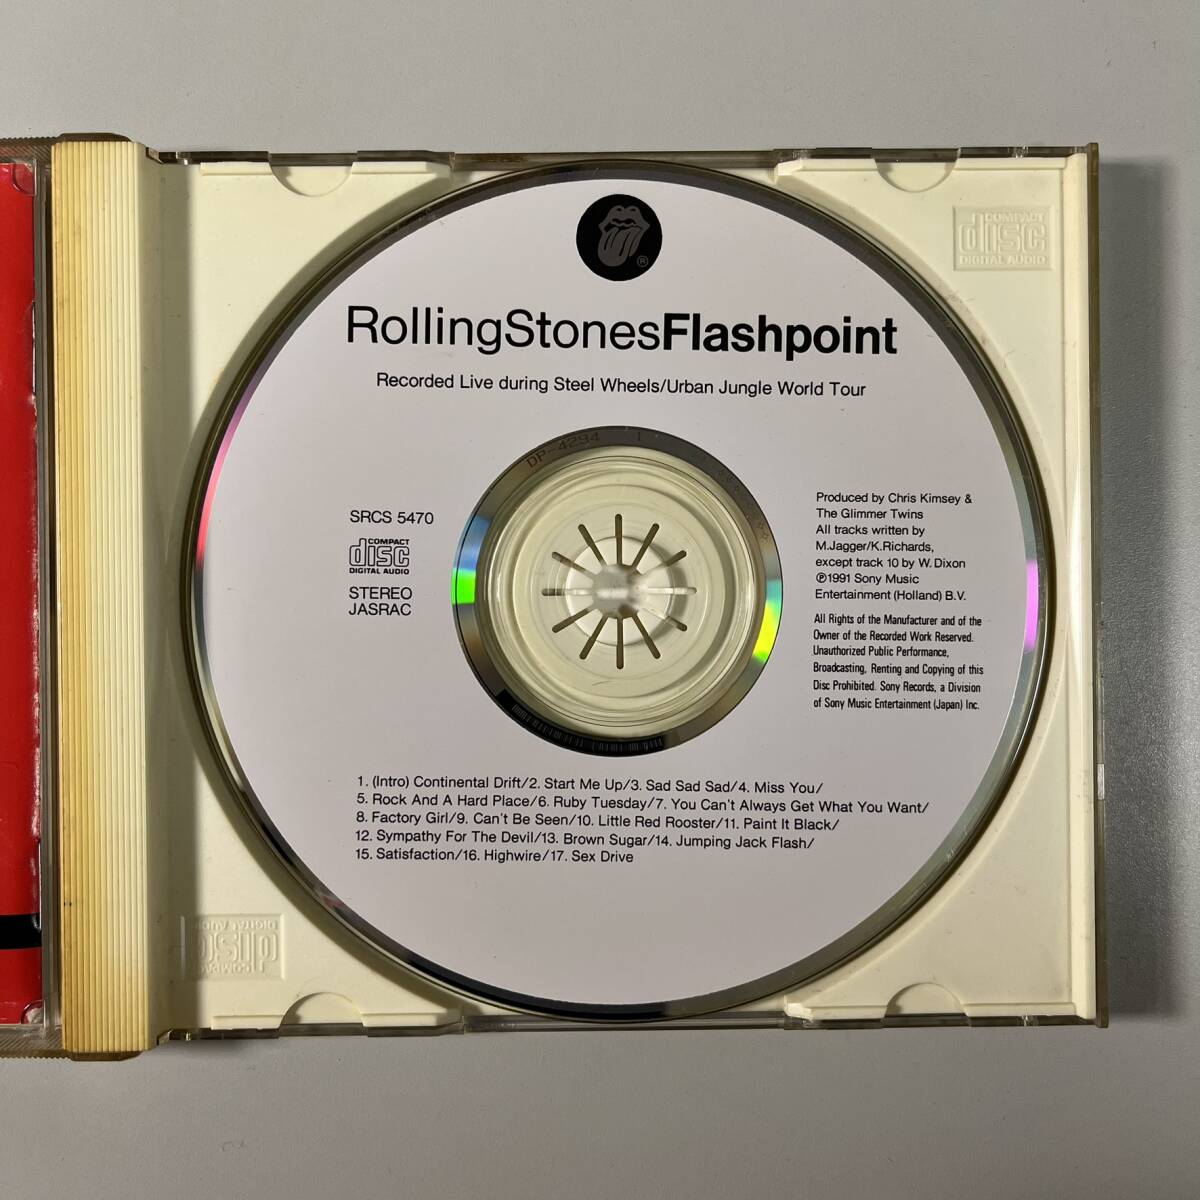 ®
RollingStonesFlashpoint
Recorded Live during Steel Wheels/Urban Jungle World Tour
DP-4294 1
SRCS 5470
COMPACT
disc
DIGITAL AUDIO
STEREO
JASRAC
Produced by Chris Kimsey &
The Glimmer Twins
All tracks written by
M.Jagger/K.Richards,
except track 10 by W. Dixon
℗1991 Sony Music
Entertainment (Holland) B.V.
All Rights of the Manufacturer and of the
Owner of the Recorded Work Reserved.
Unauthorized Public Performance,
Broadcasting, Renting and Copying of this
Disc Prohibited. Sony Records, a Division
of Sony Music Entertainment (Japan) Inc.
1. (Intro) Continental Drift/2. Start Me Up/3. Sad Sad Sad/4. Miss You/
5. Rock And A Hard Place/6. Ruby Tuesday/7. You Can't Always Get What You Want/
8. Factory Girl/9. Can't Be Seen/10. Little Red Rooster/11. Paint It Black/
12. Sympathy For The Devil/13. Brown Sugar/14. Jumping Jack Flash/
15. Satisfaction/16. Highwire/17. Sex Drive
COMPACT
disc
DIGITAL AUDIO
COMPACT
disc
DIGITAL AUDIO